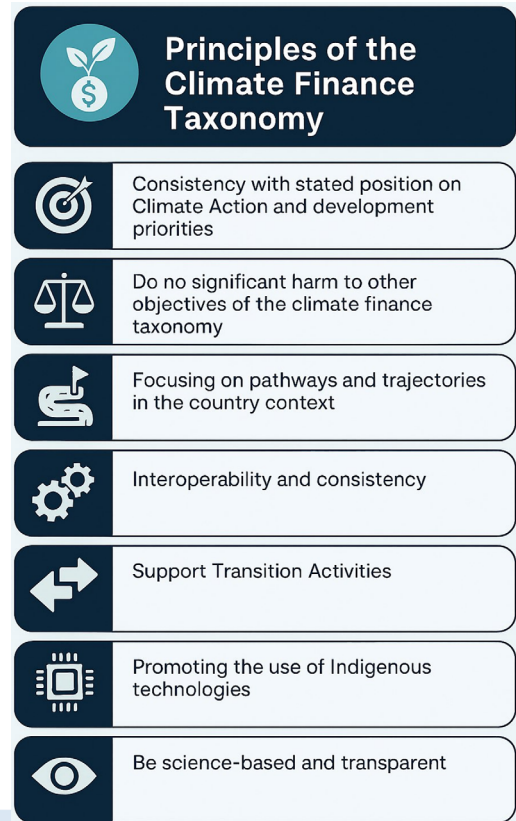 $
Principles of the
Climate Finance
Taxonomy
Consistency with stated position on
Climate Action and development
priorities
Do no significant harm to other
objectives of the climate finance
taxonomy
Focusing on pathways and trajectories
in the country context
Interoperability and consistency
Support Transition Activities
Promoting the use of Indigenous
technologies
Be science-based and transparent